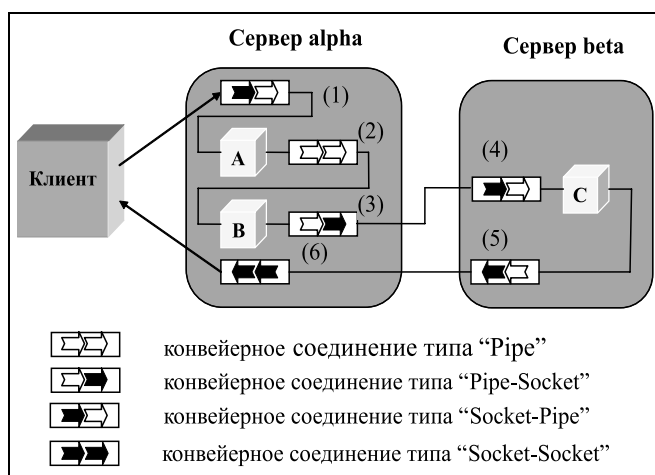 Сервер alpha
Сервер beta
(1)
(2)
A
(4)
Клиент
C
(3)
B
(5)
(6)
конвейерное соединение типа “Pipe”
конвейерное соединение типа “Pipe-Socket”
конвейерное соединение типа “Socket-Pipe”
конвейерное соединение типа “Socket-Socket”